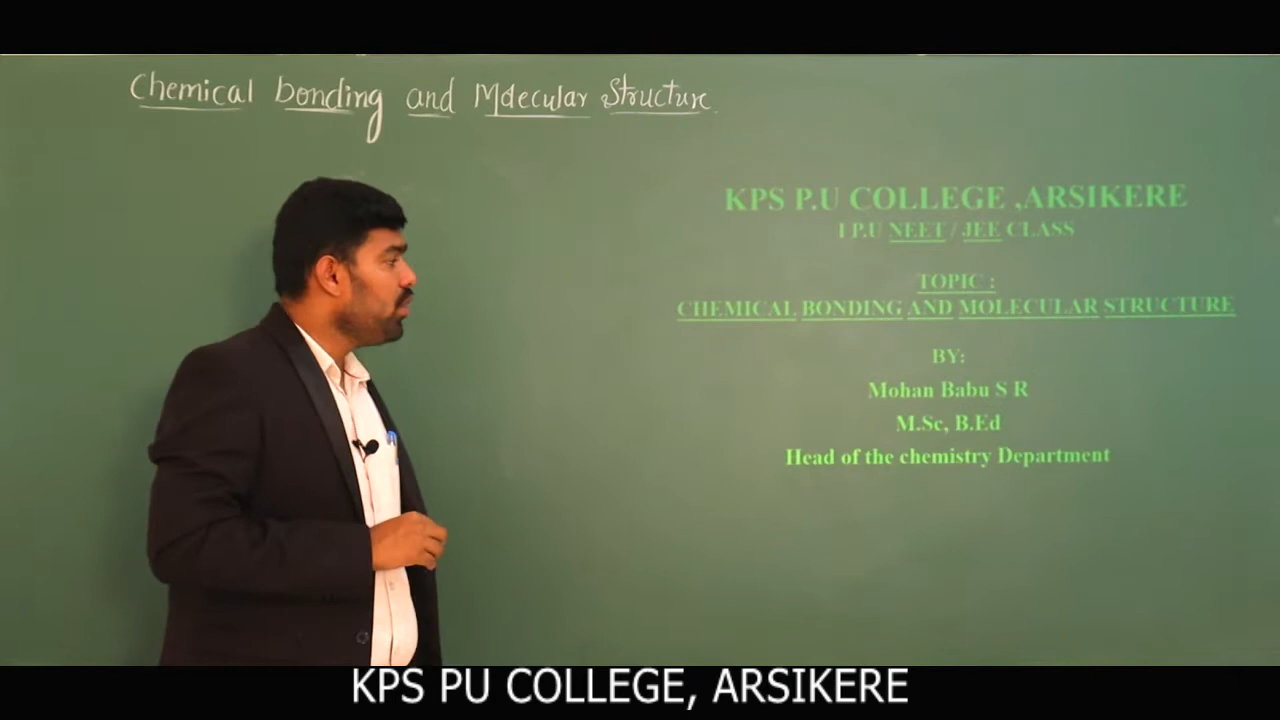 Chemical bonding and Molecular Structure.
KPS P.U COLLEGE ,ARSIKERE
I P.U NEET / JEE CLASS
TOPIC :
CHEMICAL BONDING AND MOLECULAR STRUCTURE
BY:
Mohan Babu S R
M.Sc, B.Ed
Head of the chemistry Department
KPS PU COLLEGE, ARSIKERE